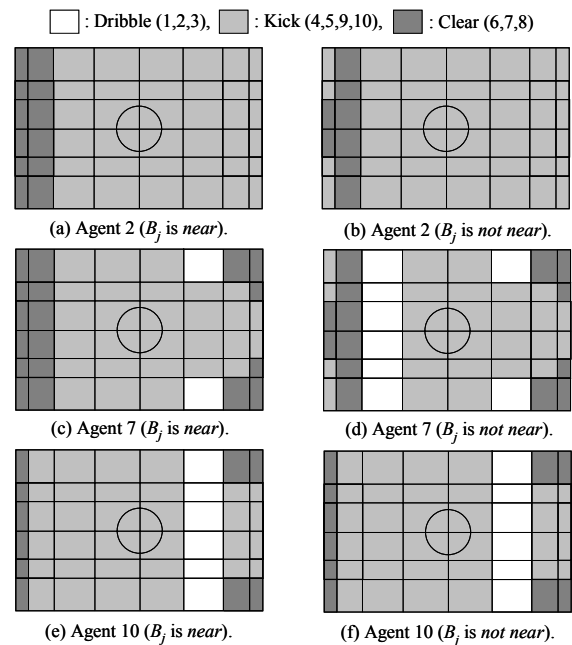 : Dribble (1,2,3), : Kick (4,5,9,10), : Clear (6,7,8)
(a) Agent 2 (Bj is near).
(b) Agent 2 (Bj is not near).
(c) Agent 7 (Bj is near).
(d) Agent 7 (Bj is not near).
(e) Agent 10 (Bj is near).
(f) Agent 10 (Bj is not near).